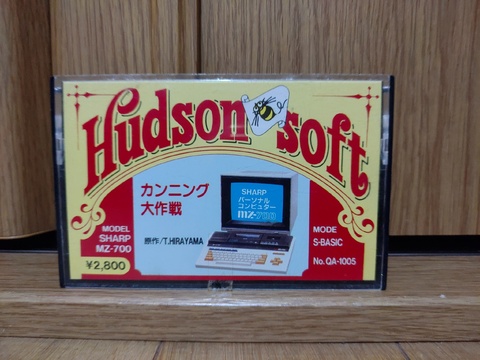 Hudson soft
カンニング
大作戦
原作/T.HIRAYAMA
MODEL
SHARP
MZ-700
¥2,800
SHARP
パーソナル
コンピュター
MZ-700
MODE
S-BASIC
No. QA-1005